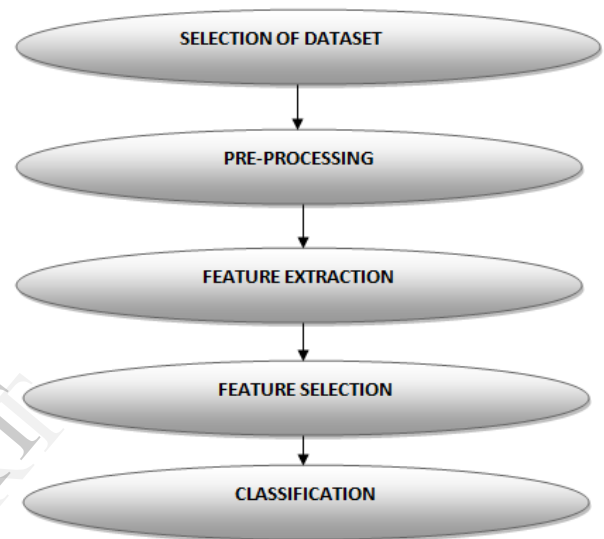 SELECTION OF DATASET
PRE-PROCESSING
FEATURE EXTRACTION
FEATURE SELECTION
CLASSIFICATION